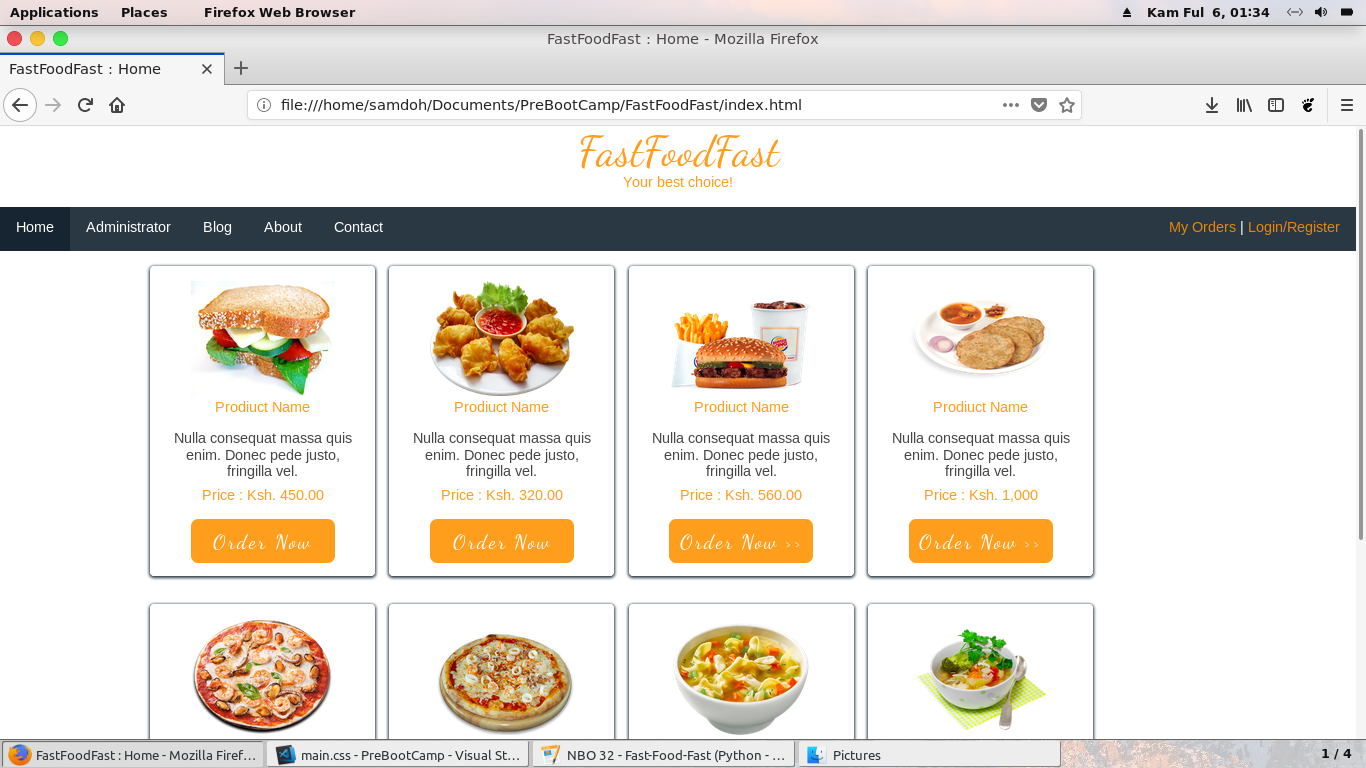 Applications Places Firefox Web Browser Kam Ful 6, 01:34
FastFoodFast : Home - Mozilla Firefox
FastFoodFast : Home
file:///home/samdoh/Documents/PreBootCamp/FastFoodFast/index.html
FastFoodFast
Your best choice!
Home Administrator Blog About Contact My Orders | Login/Register
Prodiuct Name Prodiuct Name Prodiuct Name Prodiuct Name
Nulla consequat massa quis Nulla consequat massa quis Nulla consequat massa quis Nulla consequat massa quis
enim. Donec pede justo, enim. Donec pede justo, enim. Donec pede justo, enim. Donec pede justo,
fringilla vel. fringilla vel. fringilla vel. fringilla vel.
Price : Ksh. 450.00 Price : Ksh. 320.00 Price : Ksh. 560.00 Price : Ksh. 1,000
Order Now Order Now Order Now >> Order Now >>
FastFoodFast : Home - Mozilla Firef... main.css - PreBootCamp - Visual St... NBO 32 - Fast-Food-Fast (Python - ... Pictures 1 / 4